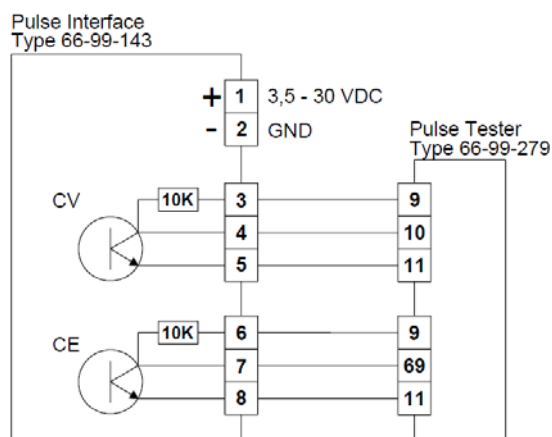 Pulse Interface
Type 66-99-143
+ 1 3,5 - 30 VDC
- 2 GND
Pulse Tester
Type 66-99-279
CV 10K 3 9
4 10
5 11
CE 10K 6 9
7 69
8 11